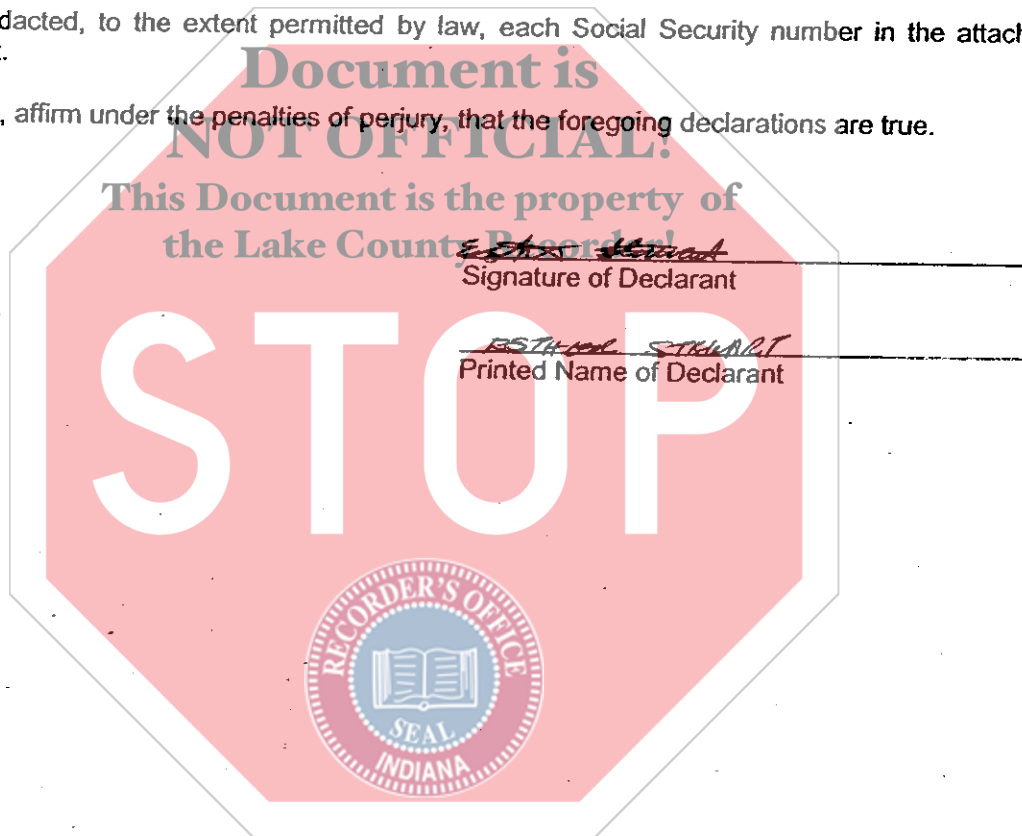 dacted, to the extent permitted by law, each Social Security number in the attach
t.
Document is
, affirm under the penalties of perjury, that the foregoing declarations are true.
NOT OFFICIAL!
This Document is the property of
the Lake County Recorder!
Signature of Declarant
STEWART
Printed Name of Declarant
STOP
RECORDER'S OFFICE
SEAL
INDIANA